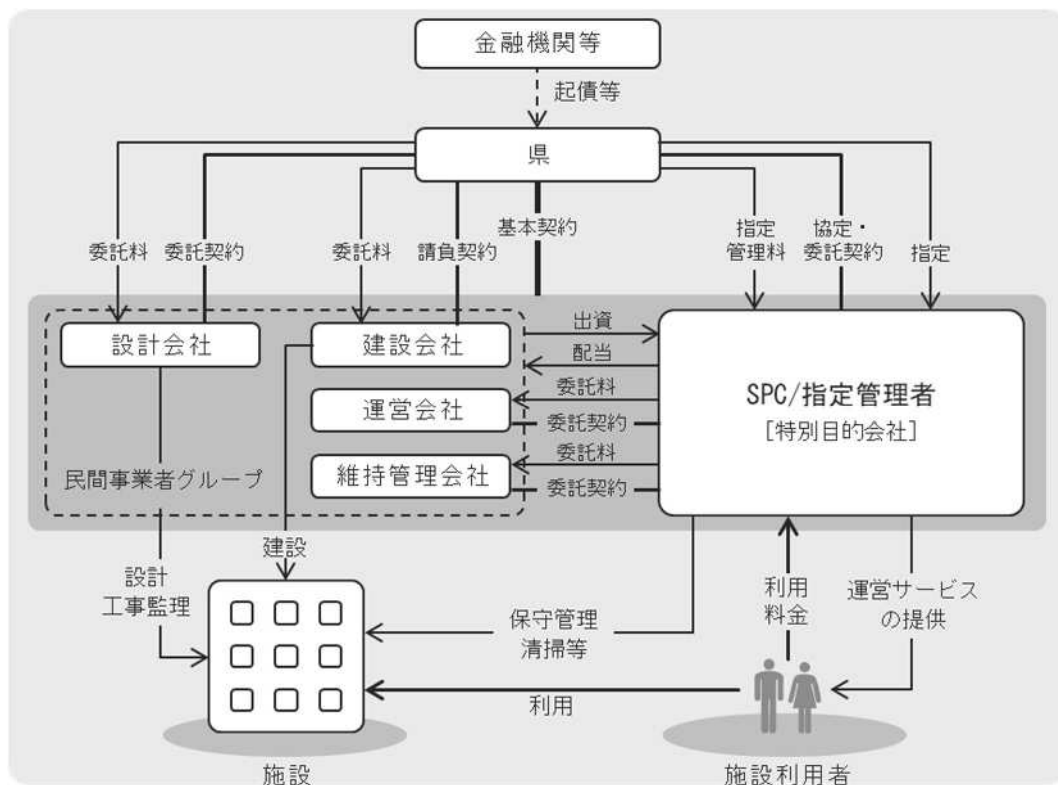 金融機関等
起債等
県
委託料
委託契約
委託料
請負契約
基本契約
指定
管理料
協定・
委託契約
指定
設計会社
建設会社
運営会社
維持管理会社
民間事業者グループ
出資
配当
委託料
委託契約
委託料
委託契約
SPC/指定管理者
[特別目的会社]
建設
設計
工事監理
保守管理
清掃等
利用
料金
運営サービス
の提供
利用
施設
施設利用者